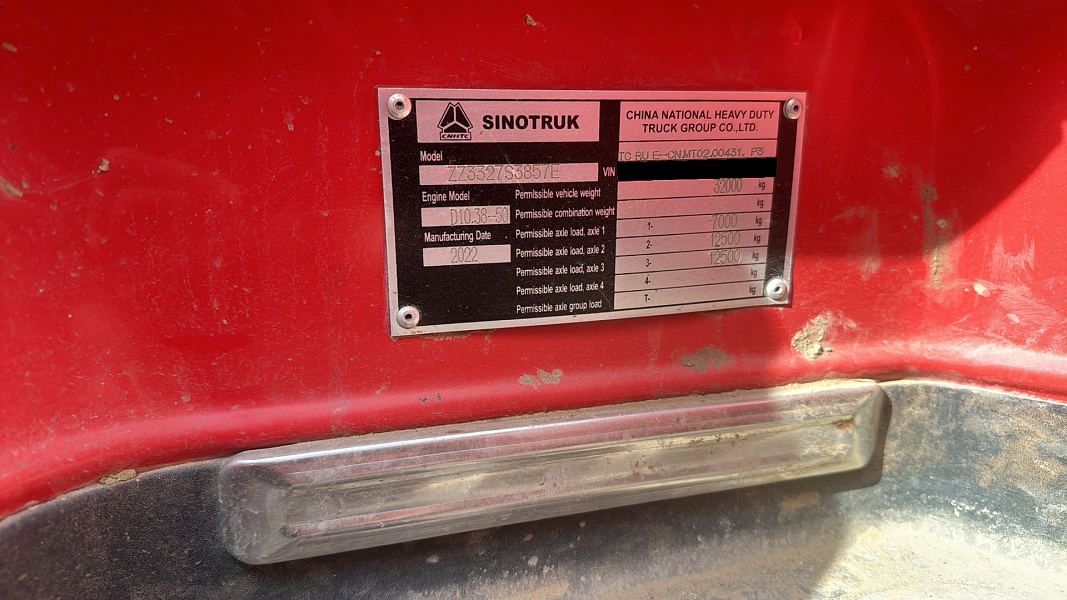 CNHTC
SINOTRUK
CHINA NATIONAL HEAVY DUTY
TRUCK GROUP CO.,LTD.
TC RU E-CN.MT02.00431. P3
Model
ZZ3327S3857E
VIN
Engine Model
D10.38-50
Manufacturing Date
2022
Permissible vehicle weight 32000 kg
Permissible combination weight kg
Permissible axle load, axle 1 1- 7000 kg
Permissible axle load, axle 2 2- 12500 kg
Permissible axle load, axle 3 3- 12500 kg
Permissible axle load, axle 4 4- kg
Permissible axle group load T- kg